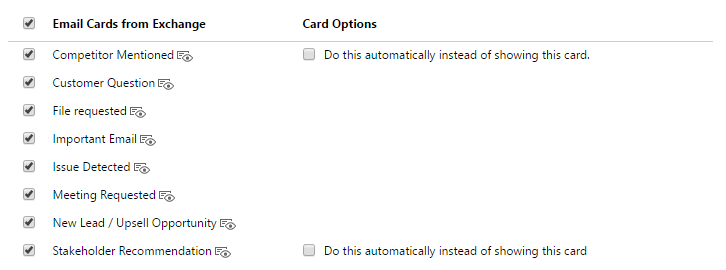 Email Cards from Exchange Card Options
Competitor Mentioned Do this automatically instead of showing this card.
Customer Question
File requested
Important Email
Issue Detected
Meeting Requested
New Lead / Upsell Opportunity
Stakeholder Recommendation Do this automatically instead of showing this card